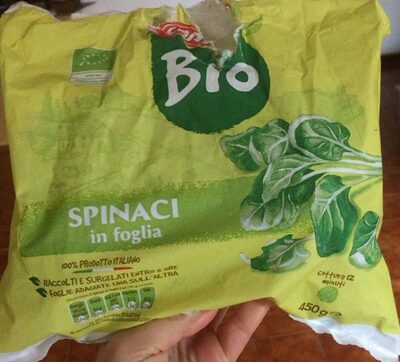 Bio
SPINACI
in foglia
100% PRODOTTO ITALIANO
RACCOLTI E SURGELATI ENTRO ORE
FOGLIE ADAGIATE UNA SULL'ALTRA
cottura 12
minuti
450g e